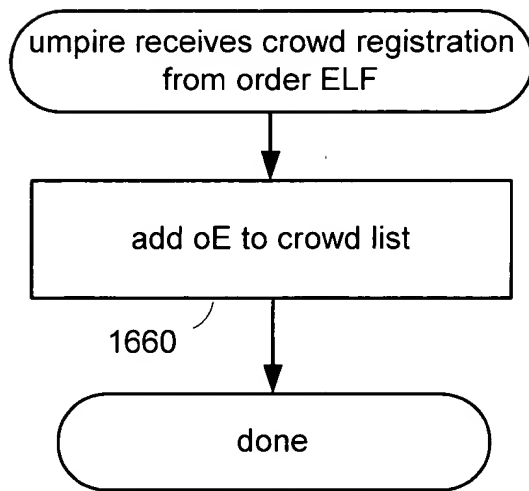 umpire receives crowd registration
from order ELF
add oE to crowd list
1660
done